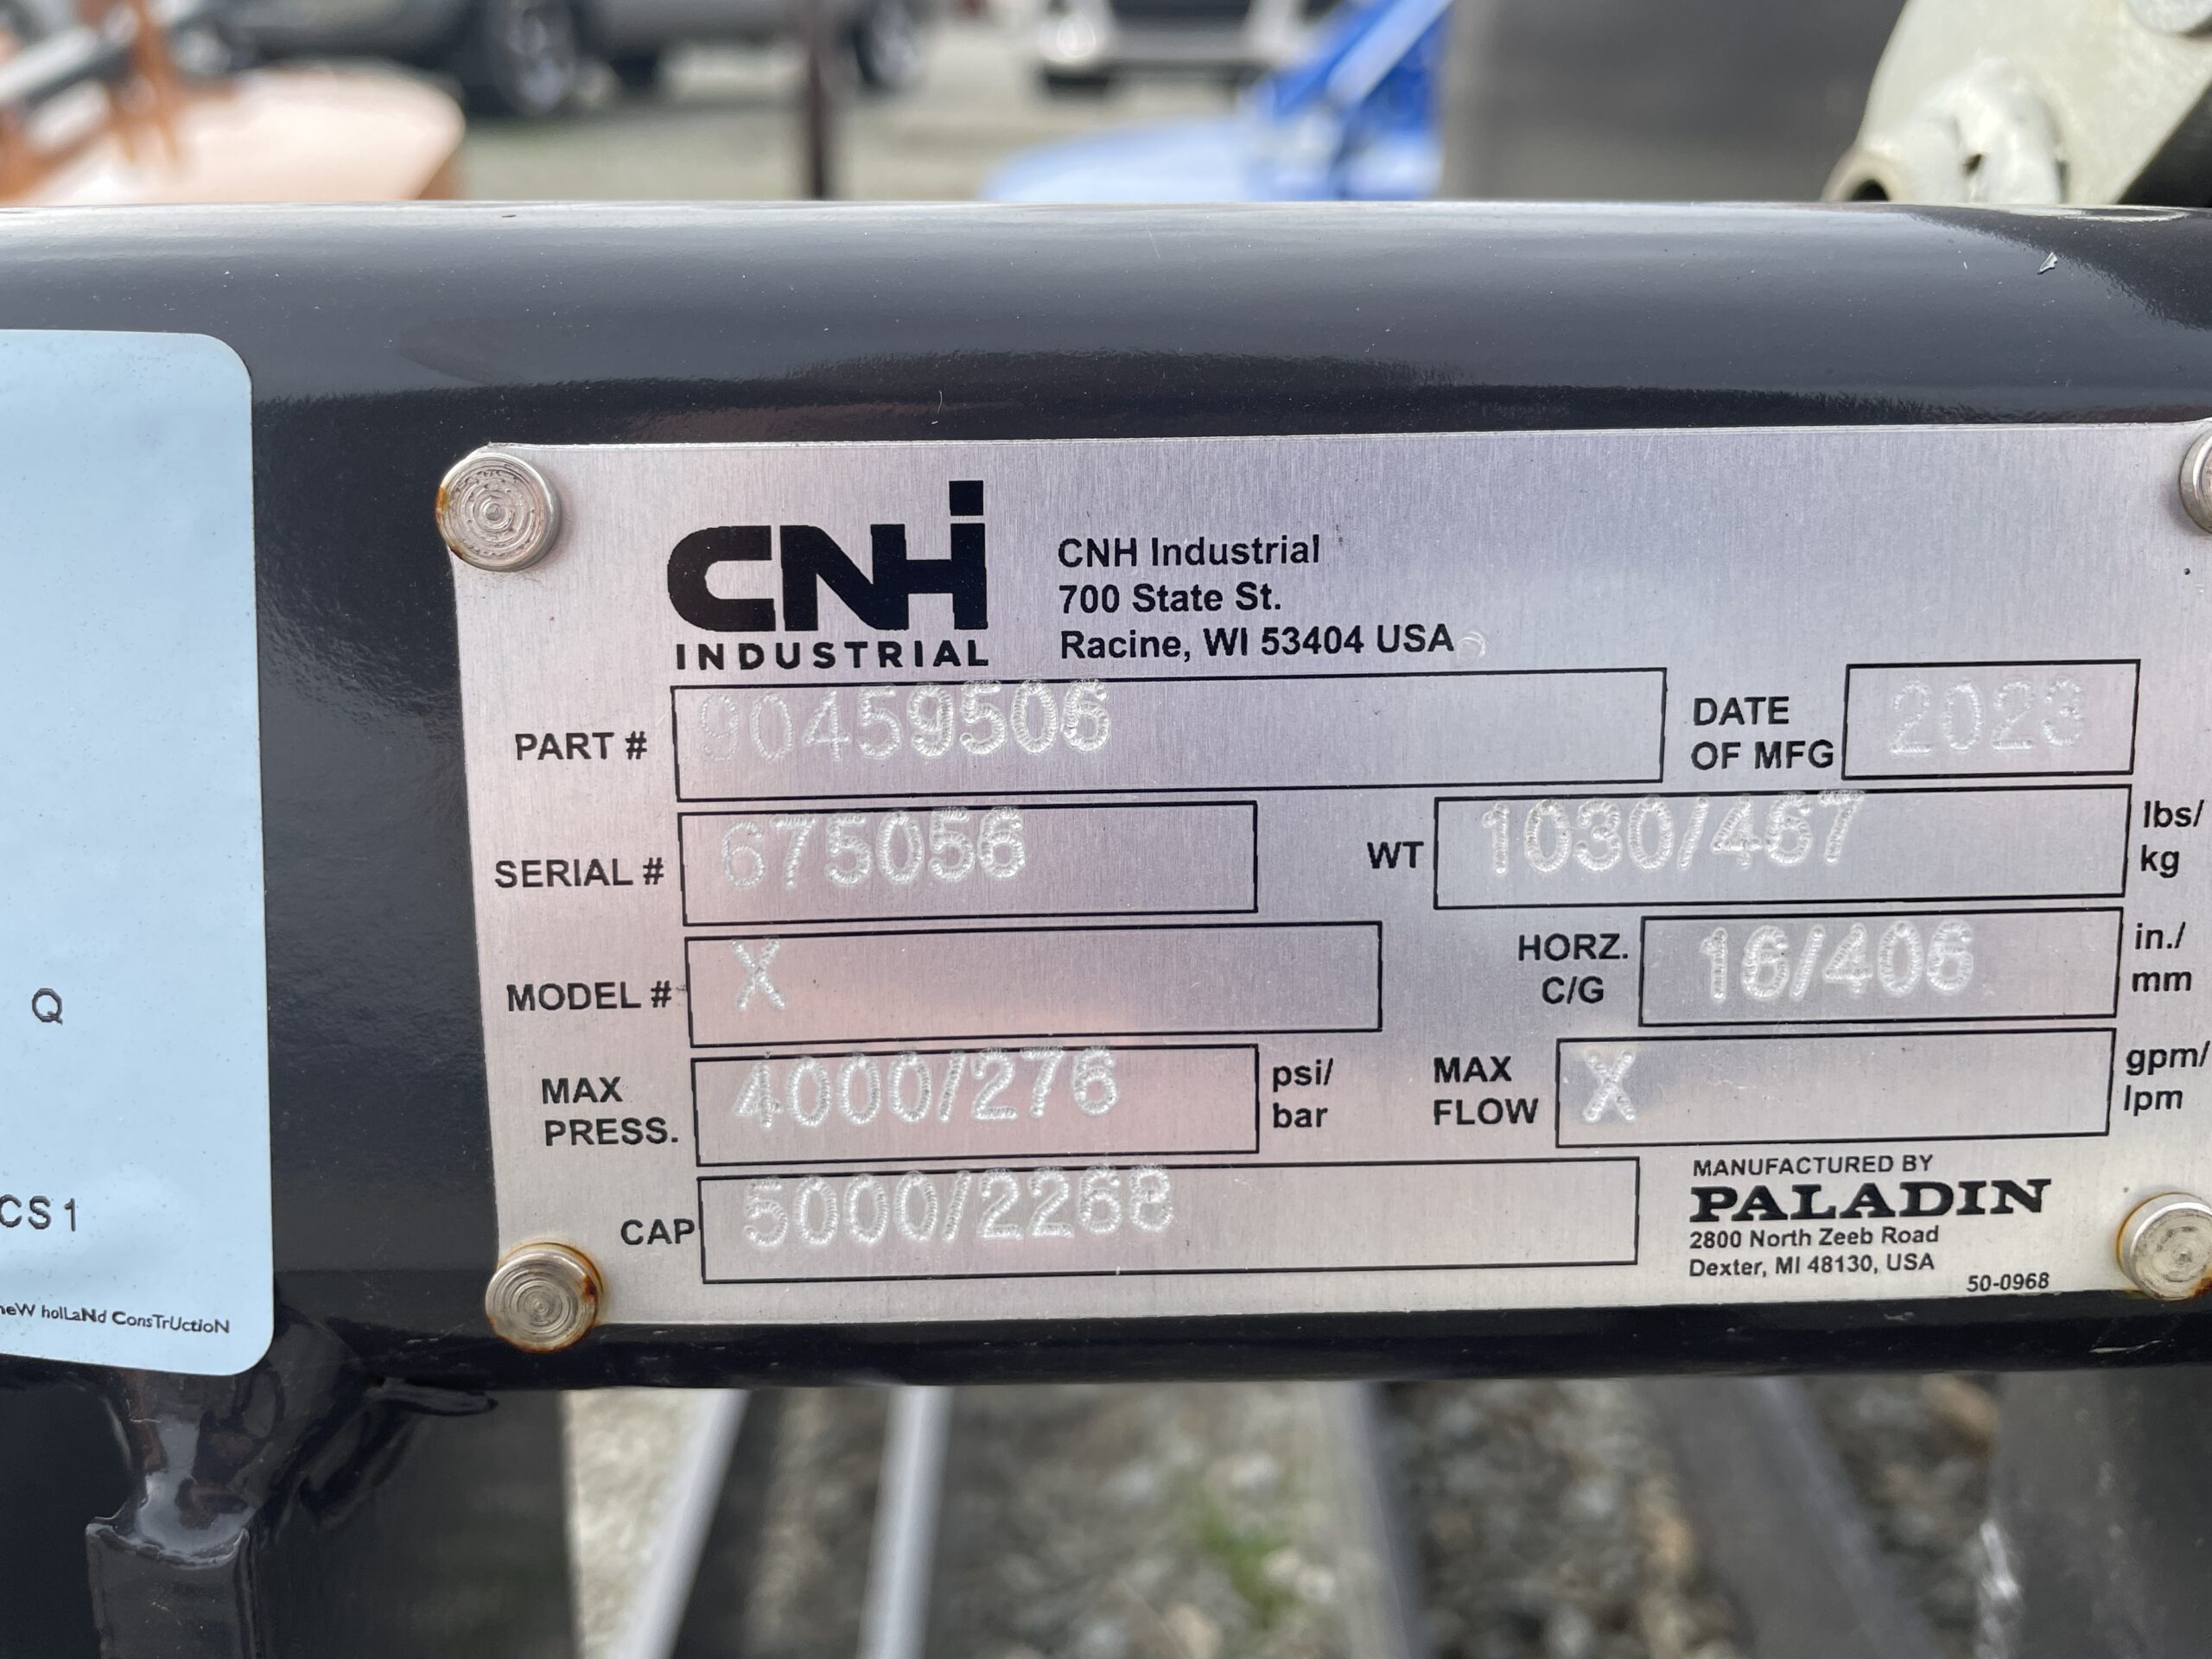 Q
CS1
NeW holLaNd ConsTrUctioN
CNHi
INDUSTRIAL
CNH Industrial
700 State St.
Racine, WI 53404 USA
PART # 90459506 DATE OF MFG 2023
SERIAL # 675056 WT 1030/467 lbs/ kg
MODEL # X HORZ. C/G 16/406 in./ mm
MAX PRESS. 4000/276 psi/ bar MAX FLOW X gpm/ lpm
CAP 5000/2268
MANUFACTURED BY
PALADIN
2800 North Zeeb Road
Dexter, MI 48130, USA
50-0968